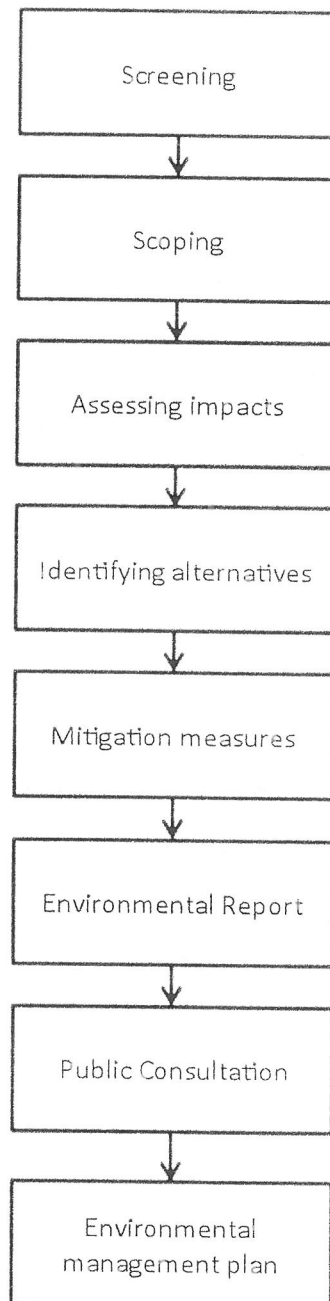 Screening
Scoping
Assessing impacts
Identifying alternatives
Mitigation measures
Environmental Report
Public Consultation
Environmental
management plan